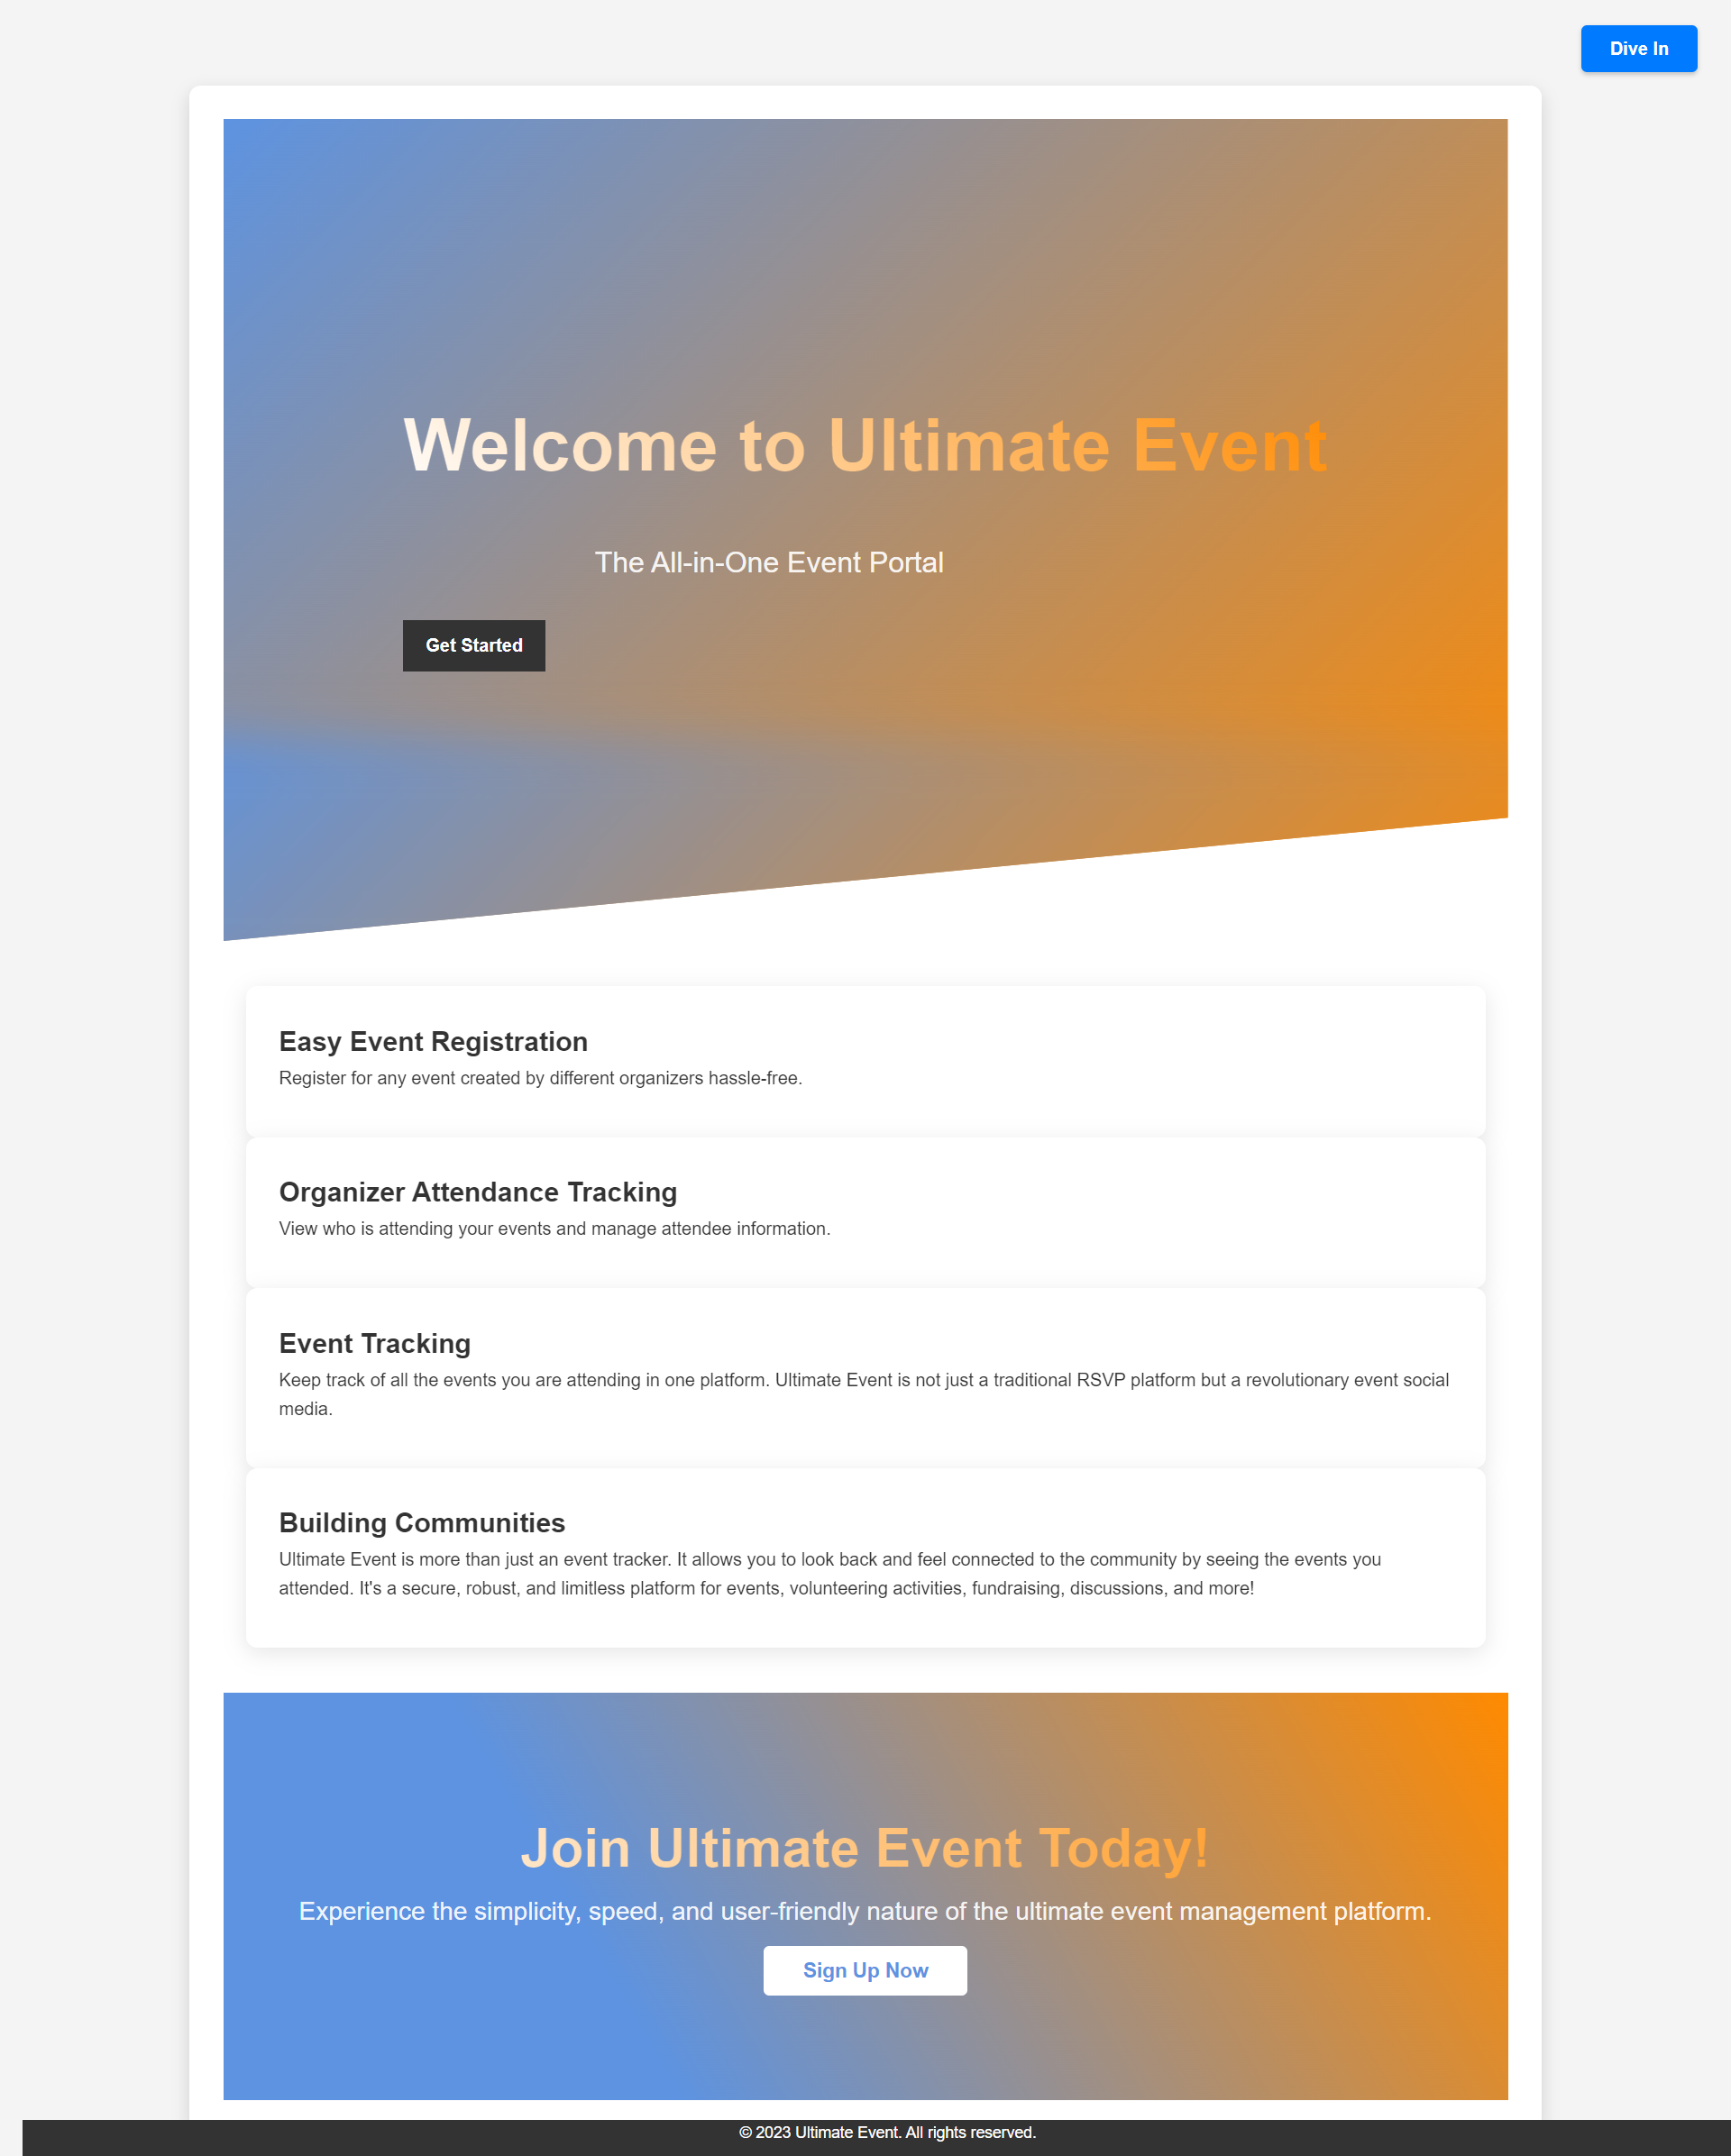 Dive In
Welcome to Ultimate Event
The All-in-One Event Portal
Get Started
Easy Event Registration
Register for any event created by different organizers hassle-free.
Organizer Attendance Tracking
View who is attending your events and manage attendee information.
Event Tracking
Keep track of all the events you are attending in one platform. Ultimate Event is not just a traditional RSVP platform but a revolutionary event social
media.
Building Communities
Ultimate Event is more than just an event tracker. It allows you to look back and feel connected to the community by seeing the events you
attended. It's a secure, robust, and limitless platform for events, volunteering activities, fundraising, discussions, and more!
Join Ultimate Event Today!
Experience the simplicity, speed, and user-friendly nature of the ultimate event management platform.
Sign Up Now
© 2023 Ultimate Event. All rights reserved.